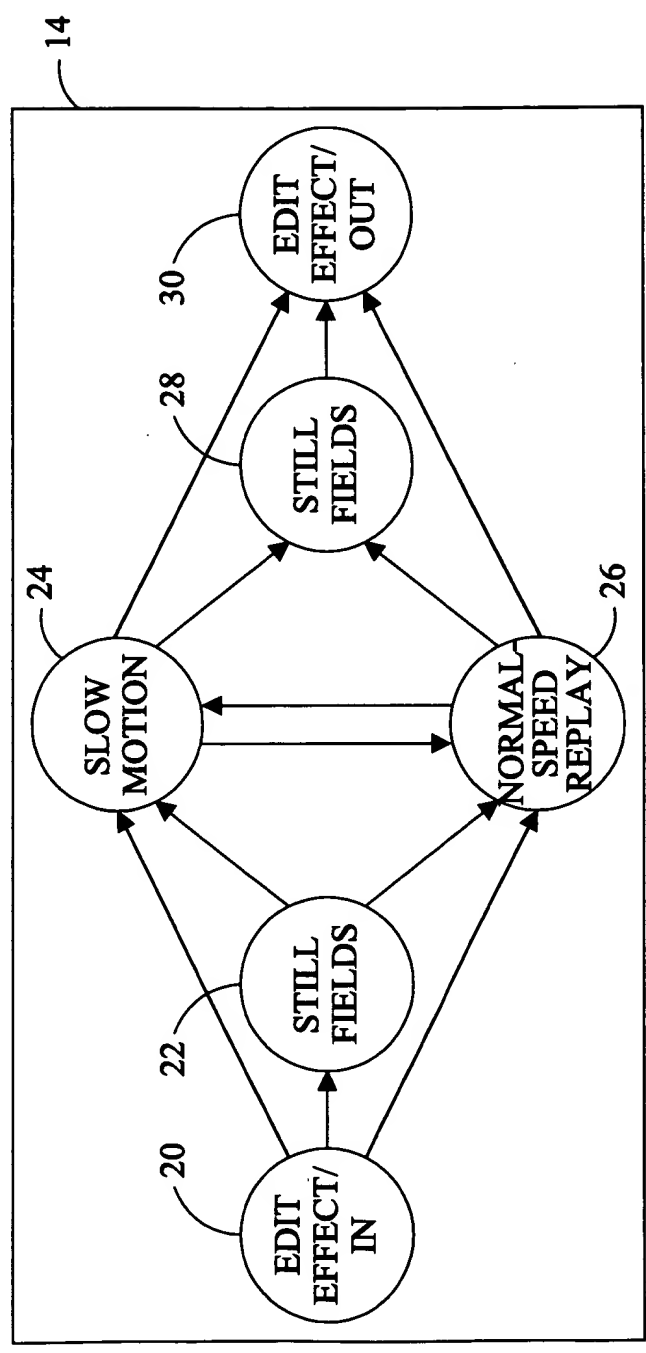 14
20
EDIT
EFFECT/
IN
22
STILL
FIELDS
24
SLOW
MOTION
26
NORMAL
SPEED
REPLAY
28
STILL
FIELDS
30
EDIT
EFFECT/
OUT